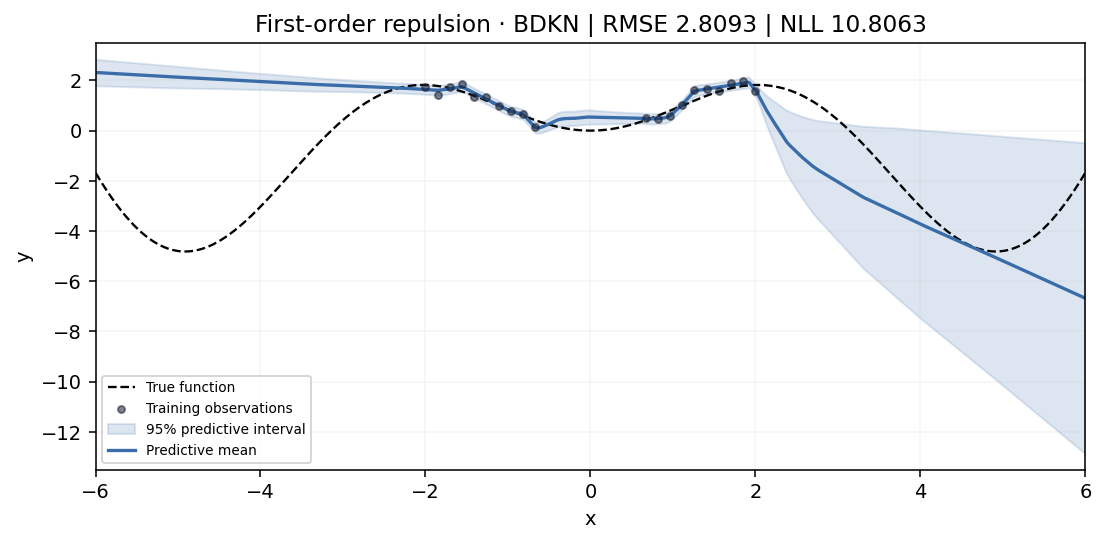 First-order repulsion · BDKN | RMSE 2.8093 | NLL 10.8063
2
0
−2
−4
−6
−8
−10
−12
y
True function
Training observations
95% predictive interval
Predictive mean
−6 −4 −2 0 2 4 6
x